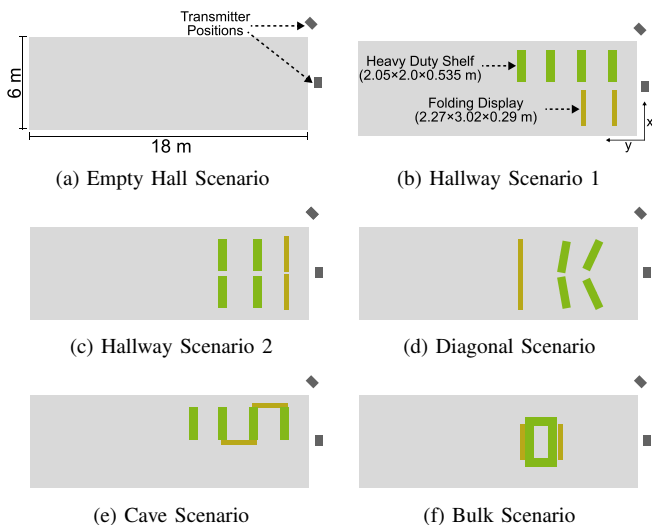 Transmitter
Positions
6 m
18 m
(a) Empty Hall Scenario
Heavy Duty Shelf
(2.05×2.0×0.535 m)
Folding Display
(2.27×3.02×0.29 m)
x
y
(b) Hallway Scenario 1
(c) Hallway Scenario 2
(d) Diagonal Scenario
(e) Cave Scenario
(f) Bulk Scenario